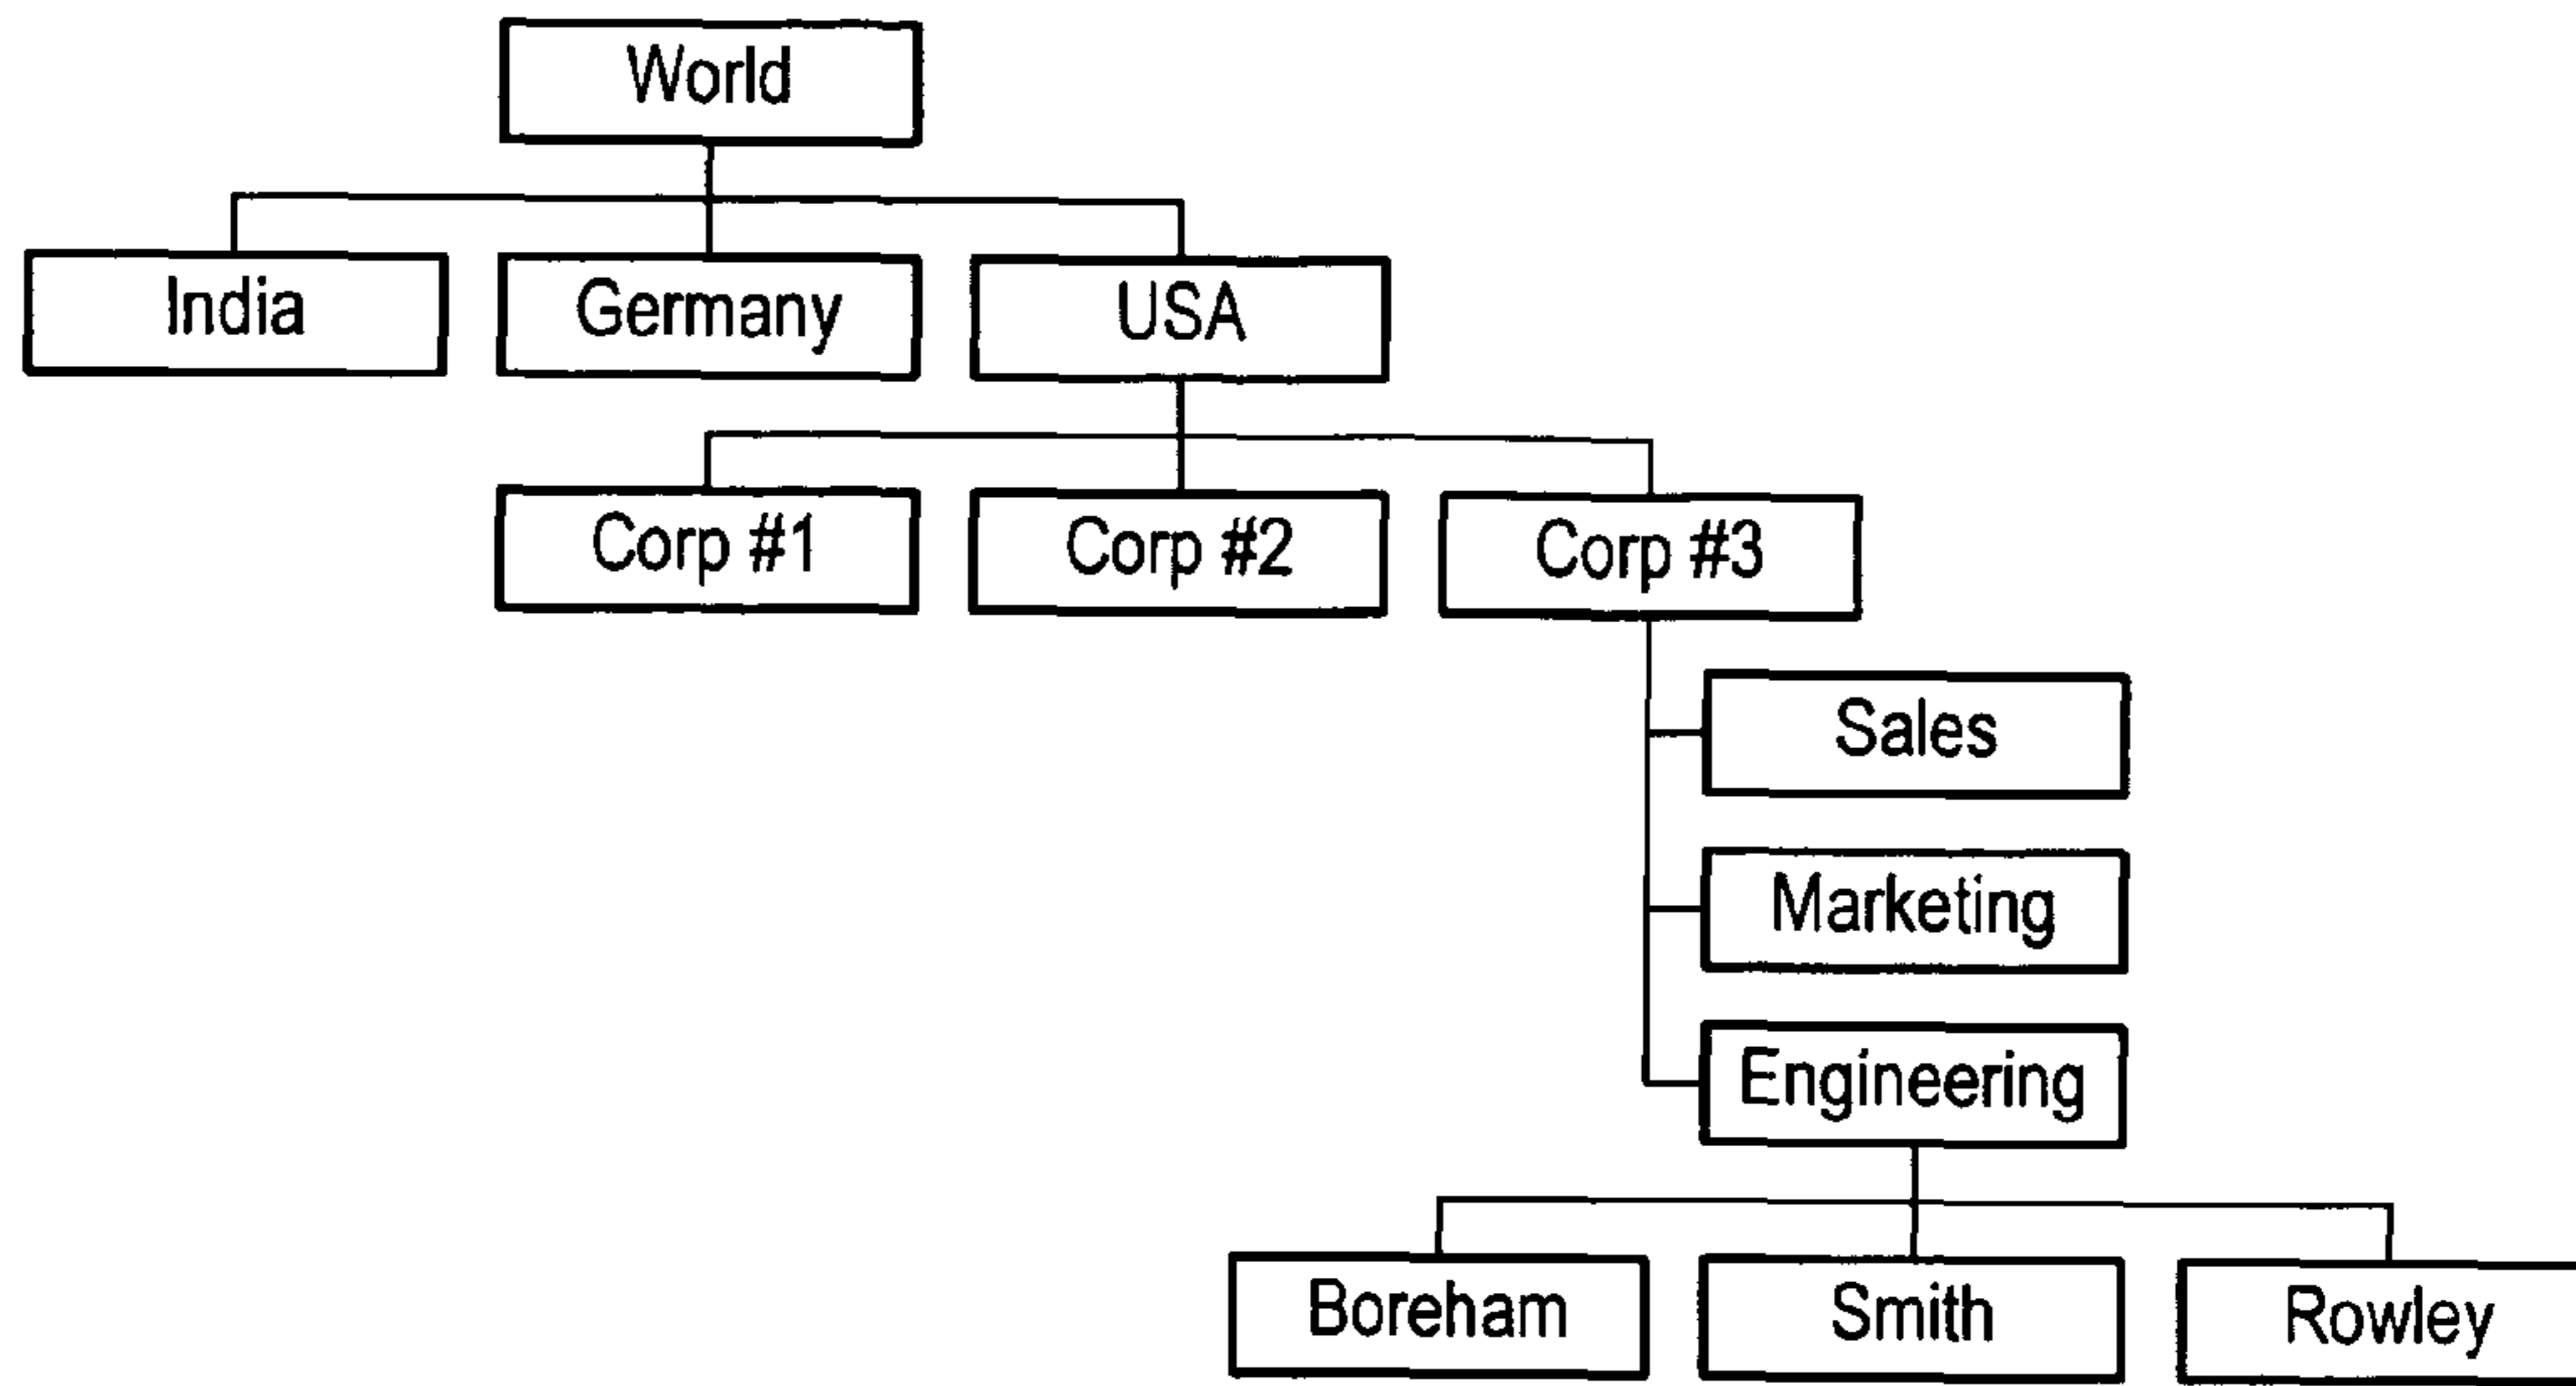 World
India
Germany
USA
Corp #1
Corp #2
Corp #3
Sales
Marketing
Engineering
Boreham
Smith
Rowley